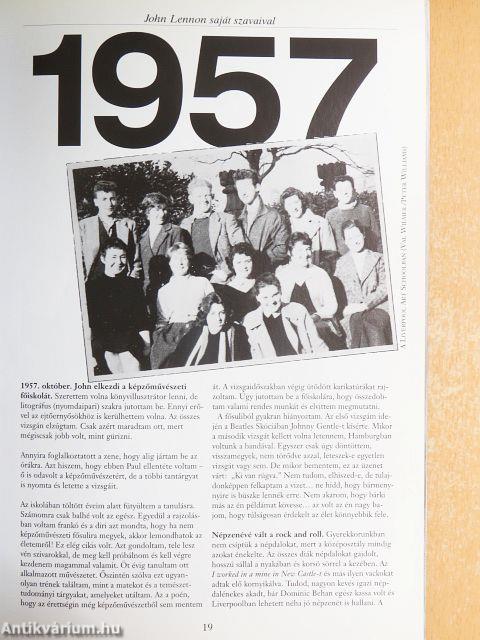 John Lennon saját szavaival
1957
A LIVERPOOL ART SCHOOLBAN (VAL WILMER/PETER WILLIAMS)
1957. október. John elkezdi a képzőművészeti
főiskolát. Szerettem volna könyvillusztrátor lenni, de
litográfus (nyomdaipari) szakra jutottam be. Ennyi erő-
vel az ejtőernyősökhöz is kerülhettem volna. Az összes
vizsgán elzúgtam. Csak azért maradtam ott, mert
mégiscsak jobb volt, mint gürizni.
Annyira foglalkoztatott a zene, hogy alig jártam be az
órákra. Azt hiszem, hogy ebben Paul ellentéte voltam –
ő is odavolt a képzőművészetért, de a többi tantárgyat
is nyomta és letette a vizsgáit.
Az iskolában töltött éveim alatt fütyültem a tanulásra.
Számomra csak balhé volt az egész. Egyedül a rajzolás-
ban voltam frankó és a diri azt mondta, hogy ha nem
képzőművészeti fősulira megyek, akkor lemondhatok az
életemről! Ez elég cikis volt. Azt gondoltam, tele lesz
vén szivarokkal, de meg kell próbálnom és kell végre
kezdenem magammal valamit. Öt évig tanultam ott
alkalmazott művészetet. Őszintén szólva ezt ugyan-
olyan trének találtam, mint a matekot és a természet-
tudományi tárgyakat, amelyeket utáltam. Az a poén,
hogy az érettségin még képzőművészetből sem mentem
át. A vizsgaidőszakban végig ütődött karikatúrákat raj-
zoltam. Úgy jutottam be a főiskolára, hogy összedob-
tam valami rendes munkát és elvittem megmutatni.
A fősuliból gyakran hiányoztam. Az első vizsgám ide-
jén a Beatles Skóciában Johnny Gentle-t kísérte. Mikor
a második vizsgát kellett volna letennem, Hamburgban
voltunk a bandával. Egyszer csak úgy döntöttem,
visszamegyek, nem törődve azzal, leteszek-e egyetlen
vizsgát vagy sem. De mikor bementem, ez az üzenet
várt: „Ki van rúgva.” Nem tudom, elhiszed-e, de tulaj-
donképpen felkaptam a vizet… ne hidd, hogy bármennyi-
re is büszke lennék erre. Nem akarom, hogy bárki
más az én példámat kövesse… az volt az én nagy ba-
jom, hogy túlságosan érdekelt az élet könnyebbik fele.
Népzenévé vált a rock and roll. Gyerekkorunkban
nem csíptük a népdalokat, mert a középosztály mindig
azokat énekelte. Az összes diák népdalokat gajdolt,
hosszú sállal a nyakában és korsó sörrel a kezében. Az
I worked in a mine in New Castle-t és más ilyen vackokat
adtak elő kornyikálva. Tudod, nagyon kevés igazi nép-
dalénekes akadt, bár Dominic Behan egész kassa volt és
Liverpoolban lehetett néha jó népzenét is hallani. A
19
Antikvárium.hu